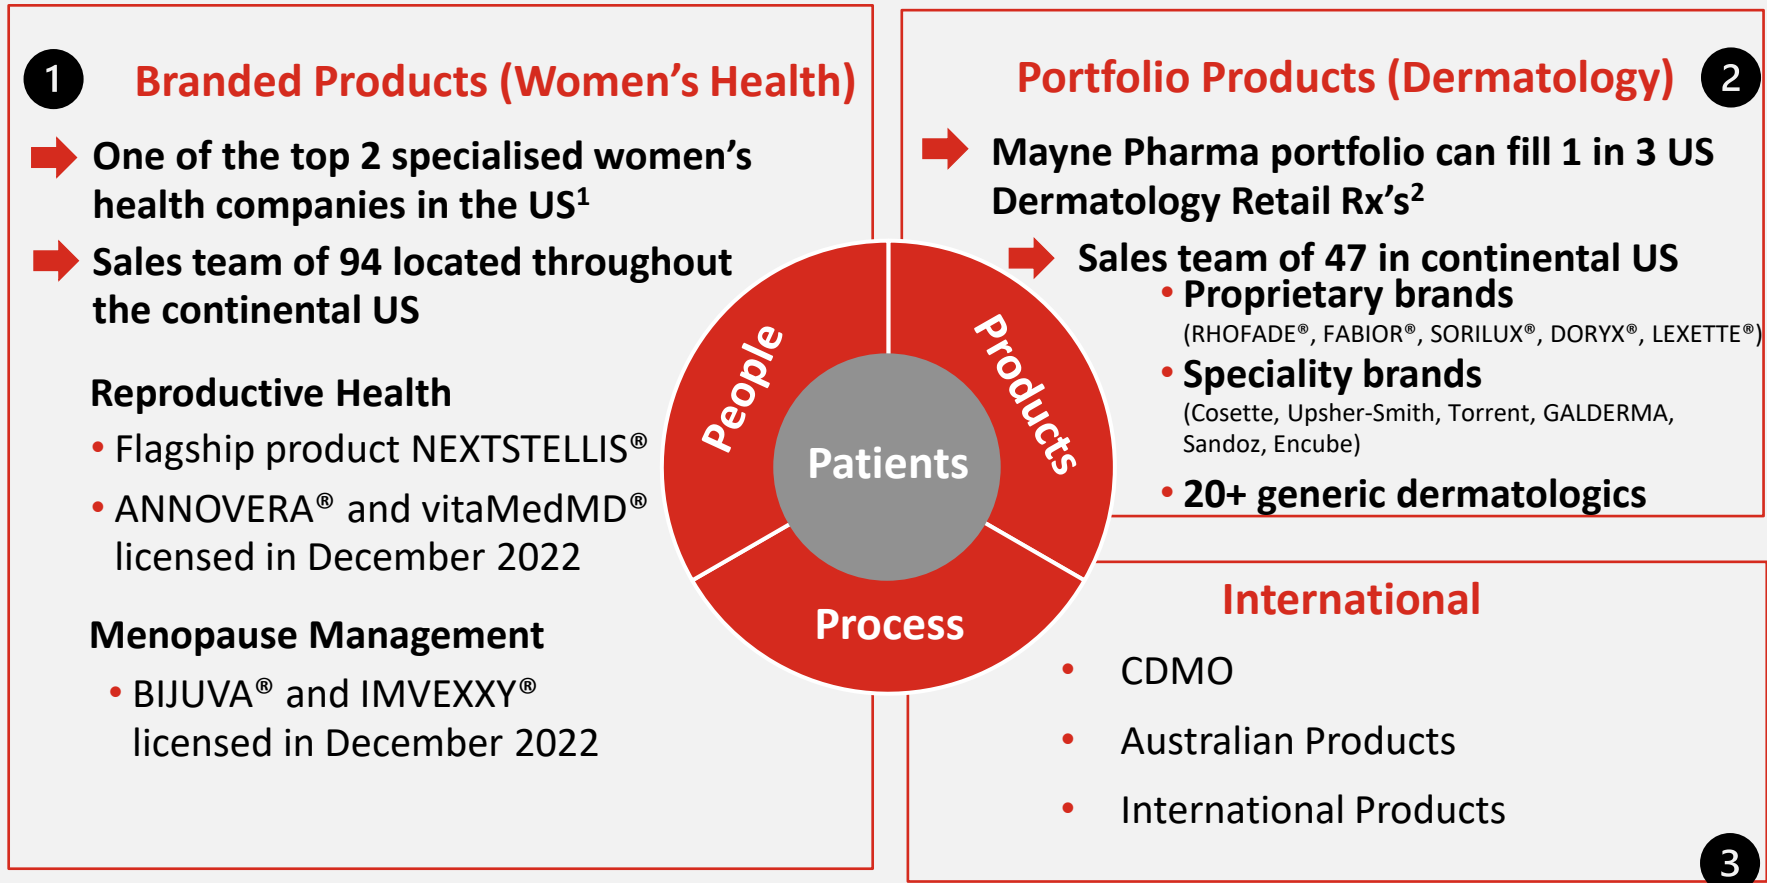 1
Branded Products (Women's Health)
One of the top 2 specialised women's
health companies in the US¹
Sales team of 94 located throughout
the continental US
Reproductive Health
• Flagship product NEXTSTELLIS®
• ANNOVERA® and vitaMedMD®
licensed in December 2022
Menopause Management
• BIJUVA® and IMVEXXY®
licensed in December 2022
People
Products
Patients
Process
Portfolio Products (Dermatology)
2
Mayne Pharma portfolio can fill 1 in 3 US
Dermatology Retail Rx's²
Sales team of 47 in continental US
• Proprietary brands
(RHOFADE®, FABIOR®, SORILUX®, DORYX®, LEXETTE®)
• Speciality brands
(Cosette, Upsher-Smith, Torrent, GALDERMA,
Sandoz, Encube)
• 20+ generic dermatologics
International
• CDMO
• Australian Products
• International Products
3